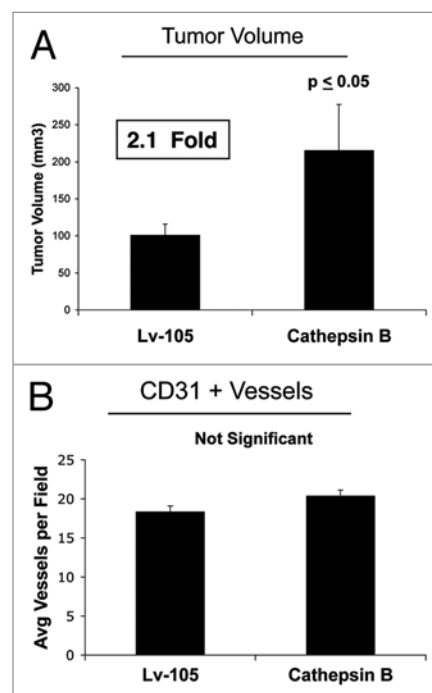 A
Tumor Volume
p ≤ 0.05
2.1 Fold
Tumor Volume (mm3)
300
250
200
150
100
50
0
Lv-105
Cathepsin B
B
CD31 + Vessels
Not Significant
Avg Vessels per Field
25
20
15
10
5
0
Lv-105
Cathepsin B